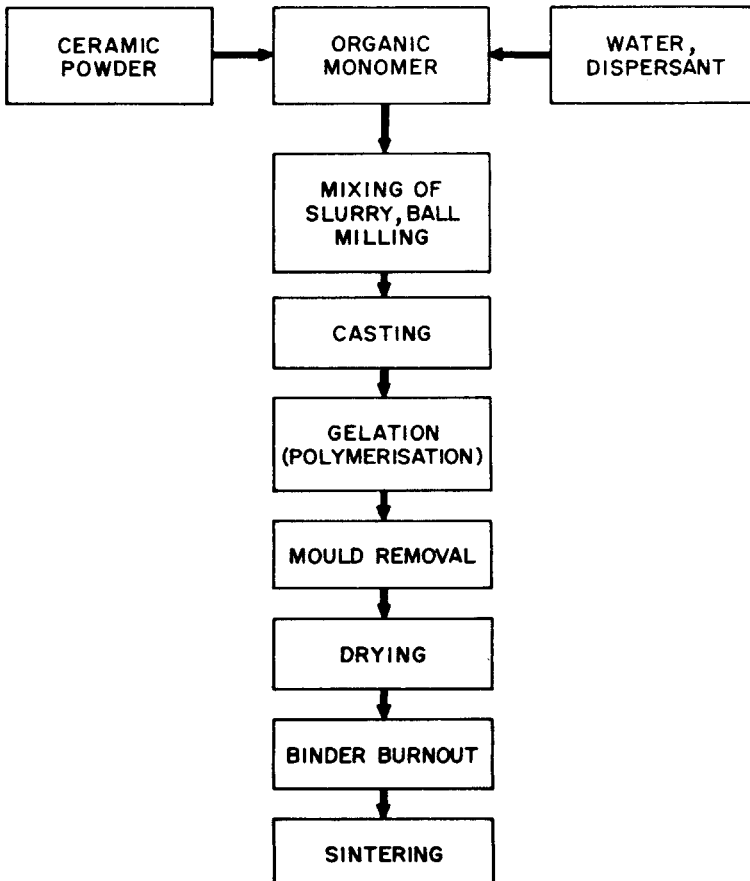 CERAMIC
POWDER
ORGANIC
MONOMER
WATER,
DISPERSANT
MIXING OF
SLURRY, BALL
MILLING
CASTING
GELATION
(POLYMERISATION)
MOULD REMOVAL
DRYING
BINDER BURNOUT
SINTERING